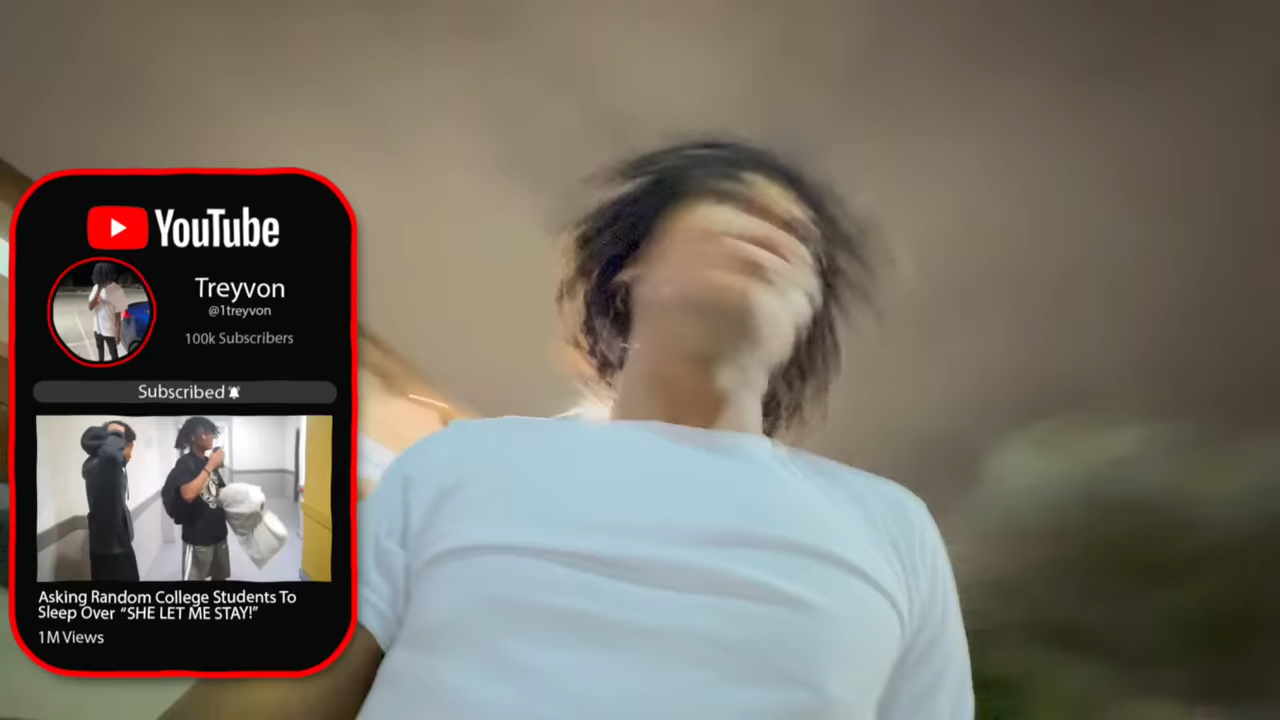 YouTube
Treyvon
@1treyvon
100k Subscribers
Subscribed
Asking Random College Students To
Sleep Over “SHE LET ME STAY!”
1M Views